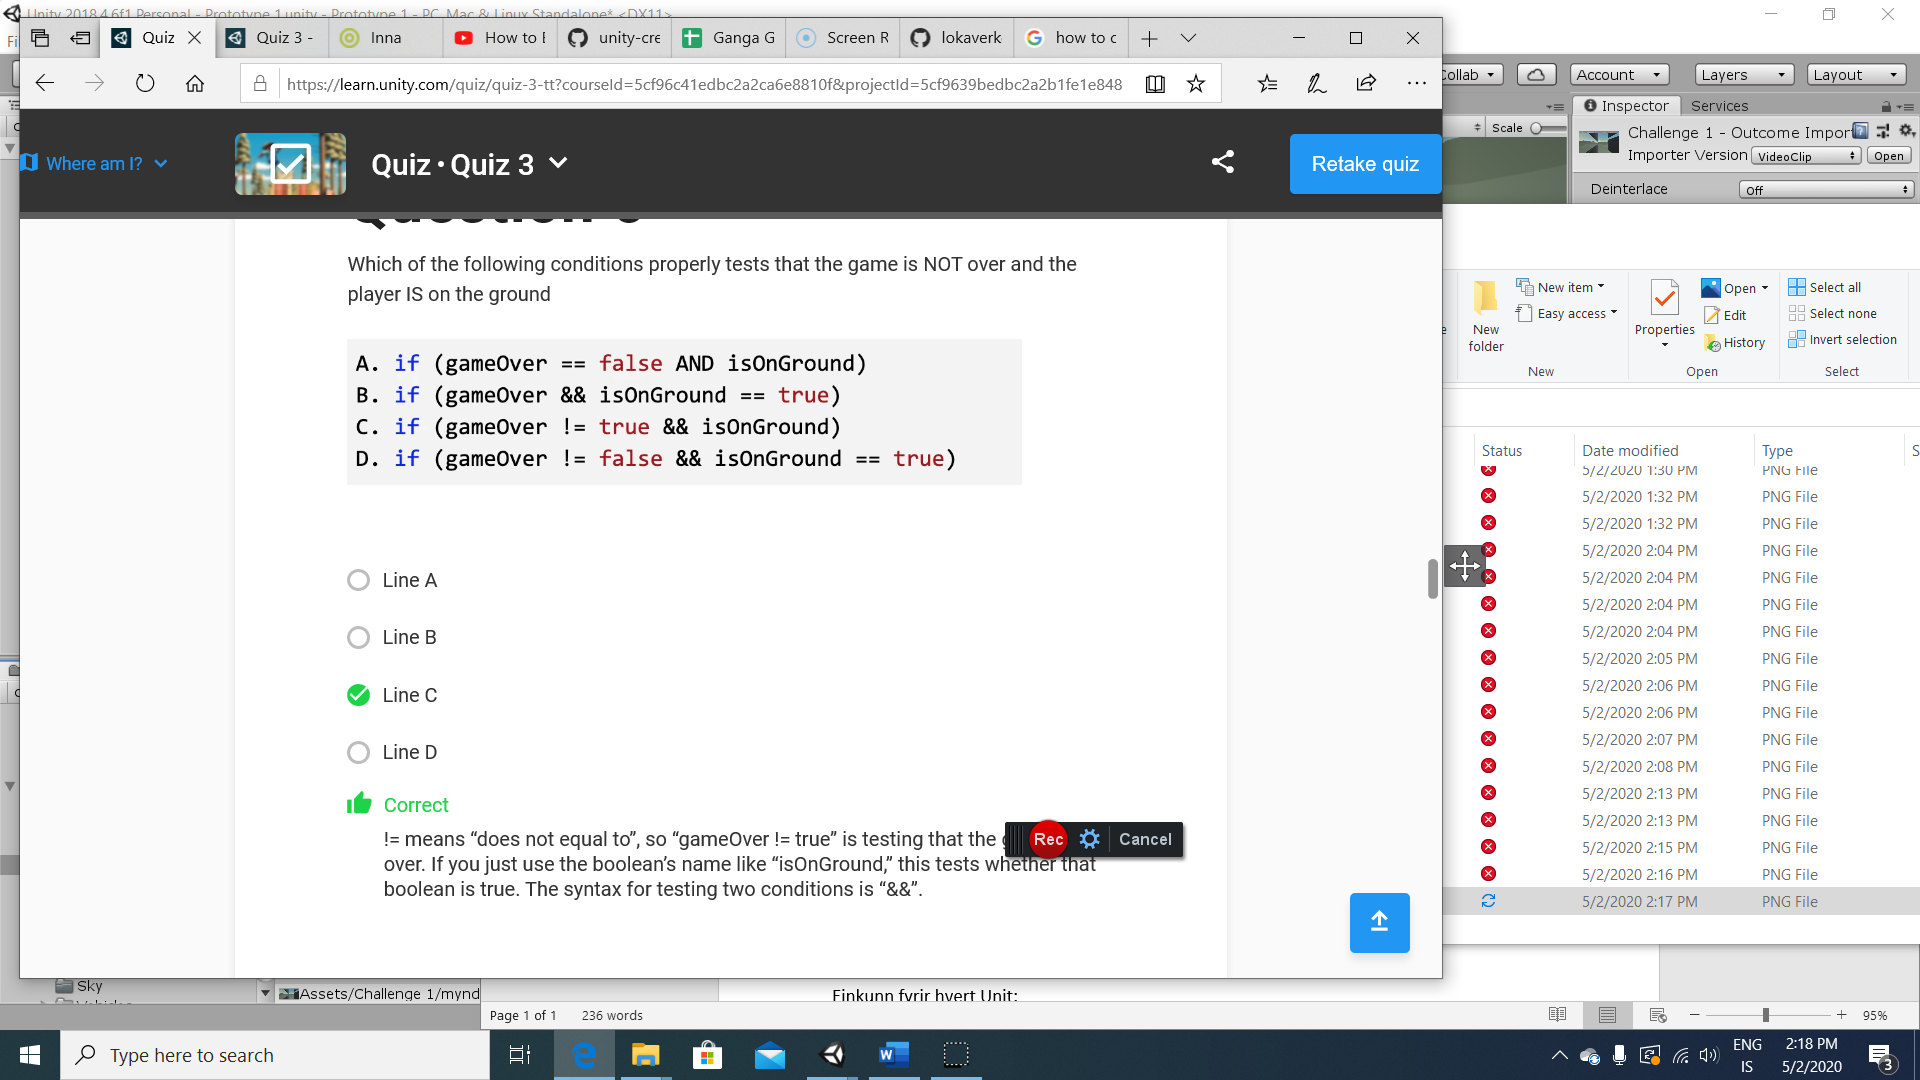 Unity 2018.4.6f1 Personal - Prototype 1.unity - Prototype 1 - PC, Mac & Linux Standalone* <DX11>
Quiz
Quiz 3 -
Inna
How to
unity-cre
Ganga G
Screen R
lokaverk
how to c
https://learn.unity.com/quiz/quiz-3-tt?courseId=5cf96c41edbc2a2ca6e8810f&projectId=5cf9639bedbc2a2b1fe1e848
Collab
Account
Layers
Layout
Inspector
Services
Scale
Challenge 1 - Outcome Impor
Importer Version
VideoClip
Open
Deinterlace
Off
Where am I?
Quiz · Quiz 3
Retake quiz
Which of the following conditions properly tests that the game is NOT over and the
player IS on the ground
A. if (gameOver == false AND isOnGround)
B. if (gameOver && isOnGround == true)
C. if (gameOver != true && isOnGround)
D. if (gameOver != false && isOnGround == true)
Line A
Line B
Line C
Line D
Correct
!= means “does not equal to”, so “gameOver != true” is testing that the
over. If you just use the boolean’s name like “isOnGround,” this tests whether that
boolean is true. The syntax for testing two conditions is “&&”.
Rec
Cancel
New
folder
New item
Easy access
New
Properties
Open
Edit
History
Open
Select all
Select none
Invert selection
Select
Status
Date modified
Type
S
5/2/2020 1:30 PM PNG File
5/2/2020 1:32 PM PNG File
5/2/2020 1:32 PM PNG File
5/2/2020 2:04 PM PNG File
5/2/2020 2:04 PM PNG File
5/2/2020 2:04 PM PNG File
5/2/2020 2:04 PM PNG File
5/2/2020 2:05 PM PNG File
5/2/2020 2:06 PM PNG File
5/2/2020 2:06 PM PNG File
5/2/2020 2:07 PM PNG File
5/2/2020 2:08 PM PNG File
5/2/2020 2:13 PM PNG File
5/2/2020 2:13 PM PNG File
5/2/2020 2:15 PM PNG File
5/2/2020 2:16 PM PNG File
5/2/2020 2:17 PM PNG File
Sky
Assets/Challenge 1/mynd
Einkunn fyrir hvert Unit:
Page 1 of 1
236 words
95%
Type here to search
ENG
IS
2:18 PM
5/2/2020
3